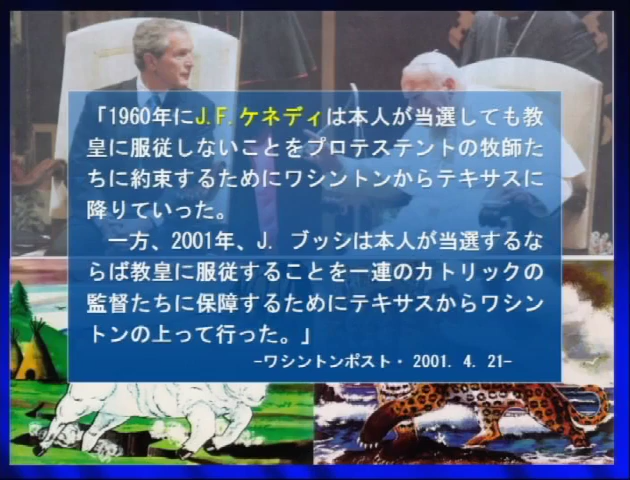 「1960年にJ.F.ケネディは本人が当選しても教
皇に服従しないことをプロテステントの牧師た
ちに約束するためにワシントンからテキサスに
降りていった。
一方、2001年、J. ブッシは本人が当選するな
らば教皇に服従することを一連のカトリックの
監督たちに保障するためにテキサスからワシン
トンの上って行った。」
-ワシントンポスト・ 2001. 4. 21-